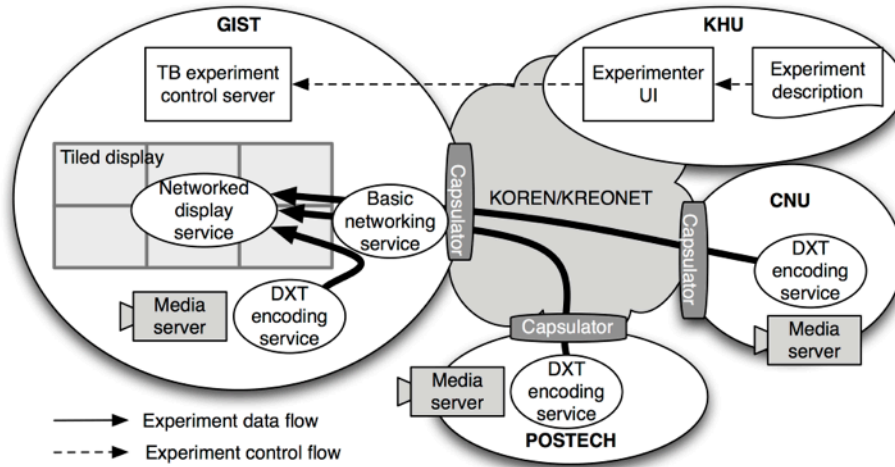 GIST
KHU
TB experiment
control server
Experimenter
UI
Experiment
description
Tiled display
Networked
display
service
Basic
networking
service
Capsulator
KOREN/KREONET
CNU
Capsulator
DXT
encoding
service
Media
server
DXT
encoding
service
Media
server
Capsulator
Media
server
DXT
encoding
service
POSTECH
Experiment data flow
Experiment control flow